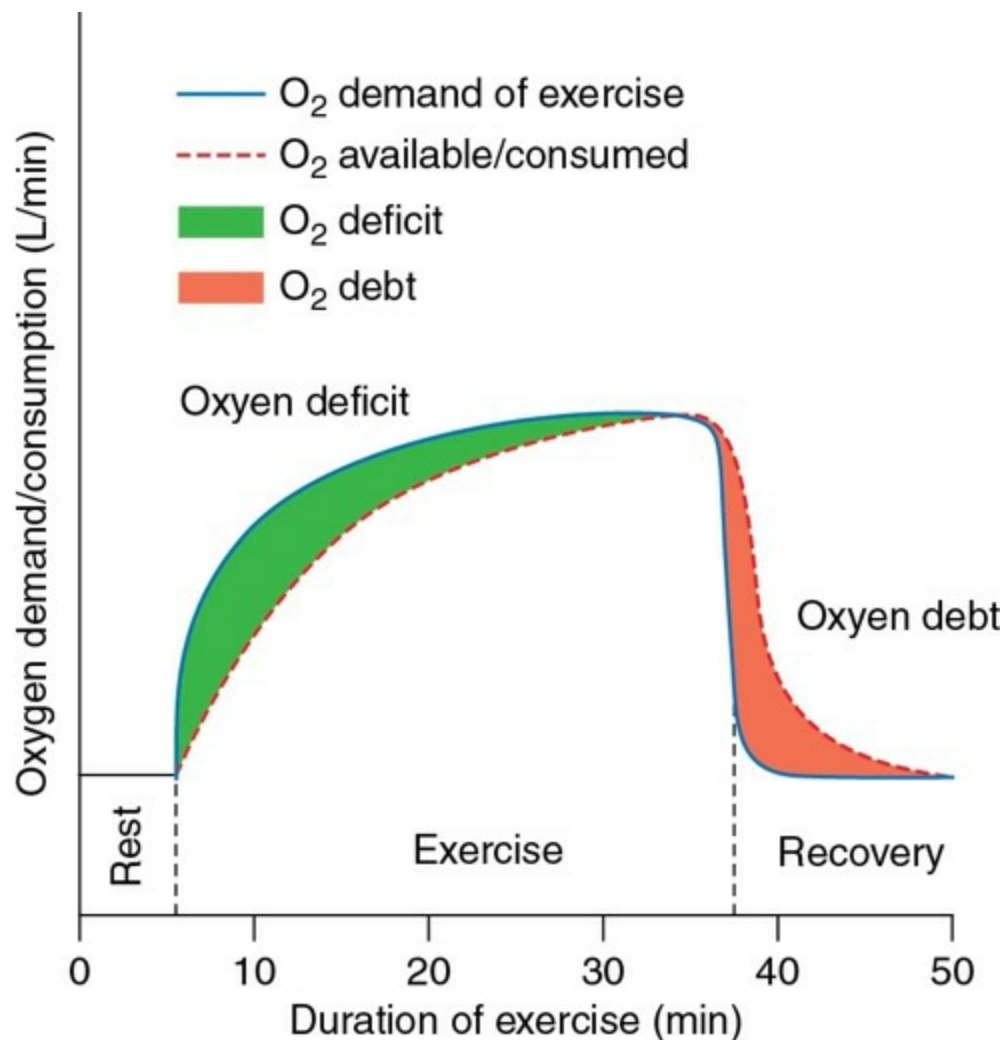 Oxygen demand/consumption (L/min)
O₂ demand of exercise
O₂ available/consumed
O₂ deficit
O₂ debt
Oxyen deficit
Oxyen debt
Rest
Exercise
Recovery
0 10 20 30 40 50
Duration of exercise (min)